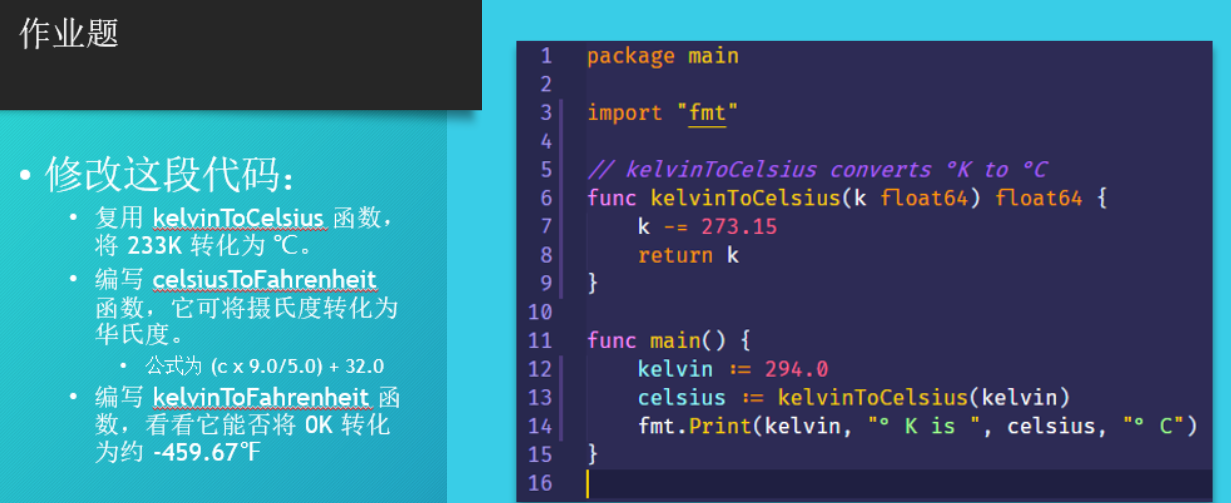 作业题
• 修改这段代码：
• 复用 kelvinToCelsius 函数，
将 233K 转化为 ℃。
• 编写 celsiusToFahrenheit
函数，它可将摄氏度转化为
华氏度。
• 公式为 (c x 9.0/5.0) + 32.0
• 编写 kelvinToFahrenheit 函
数，看看它能否将 0K 转化
为约 -459.67℉
1 package main
2
3 import "fmt"
4
5 // kelvinToCelsius converts °K to °C
6 func kelvinToCelsius(k float64) float64 {
7 k -= 273.15
8 return k
9 }
10
11 func main() {
12 kelvin := 294.0
13 celsius := kelvinToCelsius(kelvin)
14 fmt.Print(kelvin, "° K is ", celsius, "° C")
15 }
16